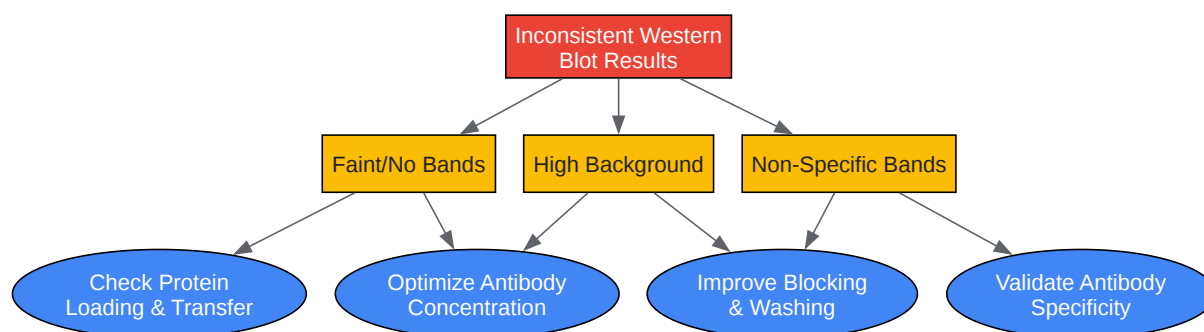 Inconsistent Western
Blot Results
Faint/No Bands
High Background
Non-Specific Bands
Check Protein
Loading & Transfer
Optimize Antibody
Concentration
Improve Blocking
& Washing
Validate Antibody
Specificity